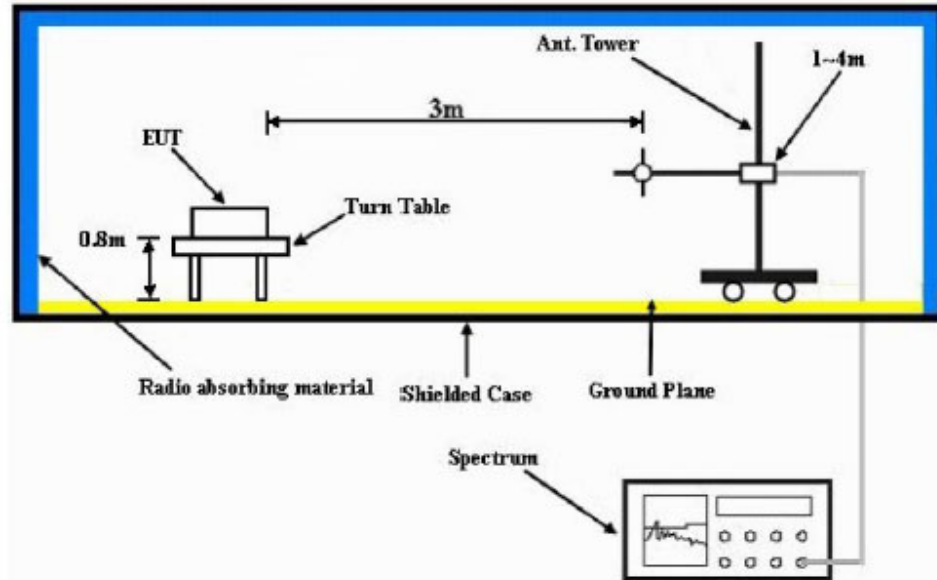 Ant. Tower
1~4m
3m
EUT
Turn Table
0.8m
Radio absorbing material
Shielded Case
Ground Plane
Spectrum